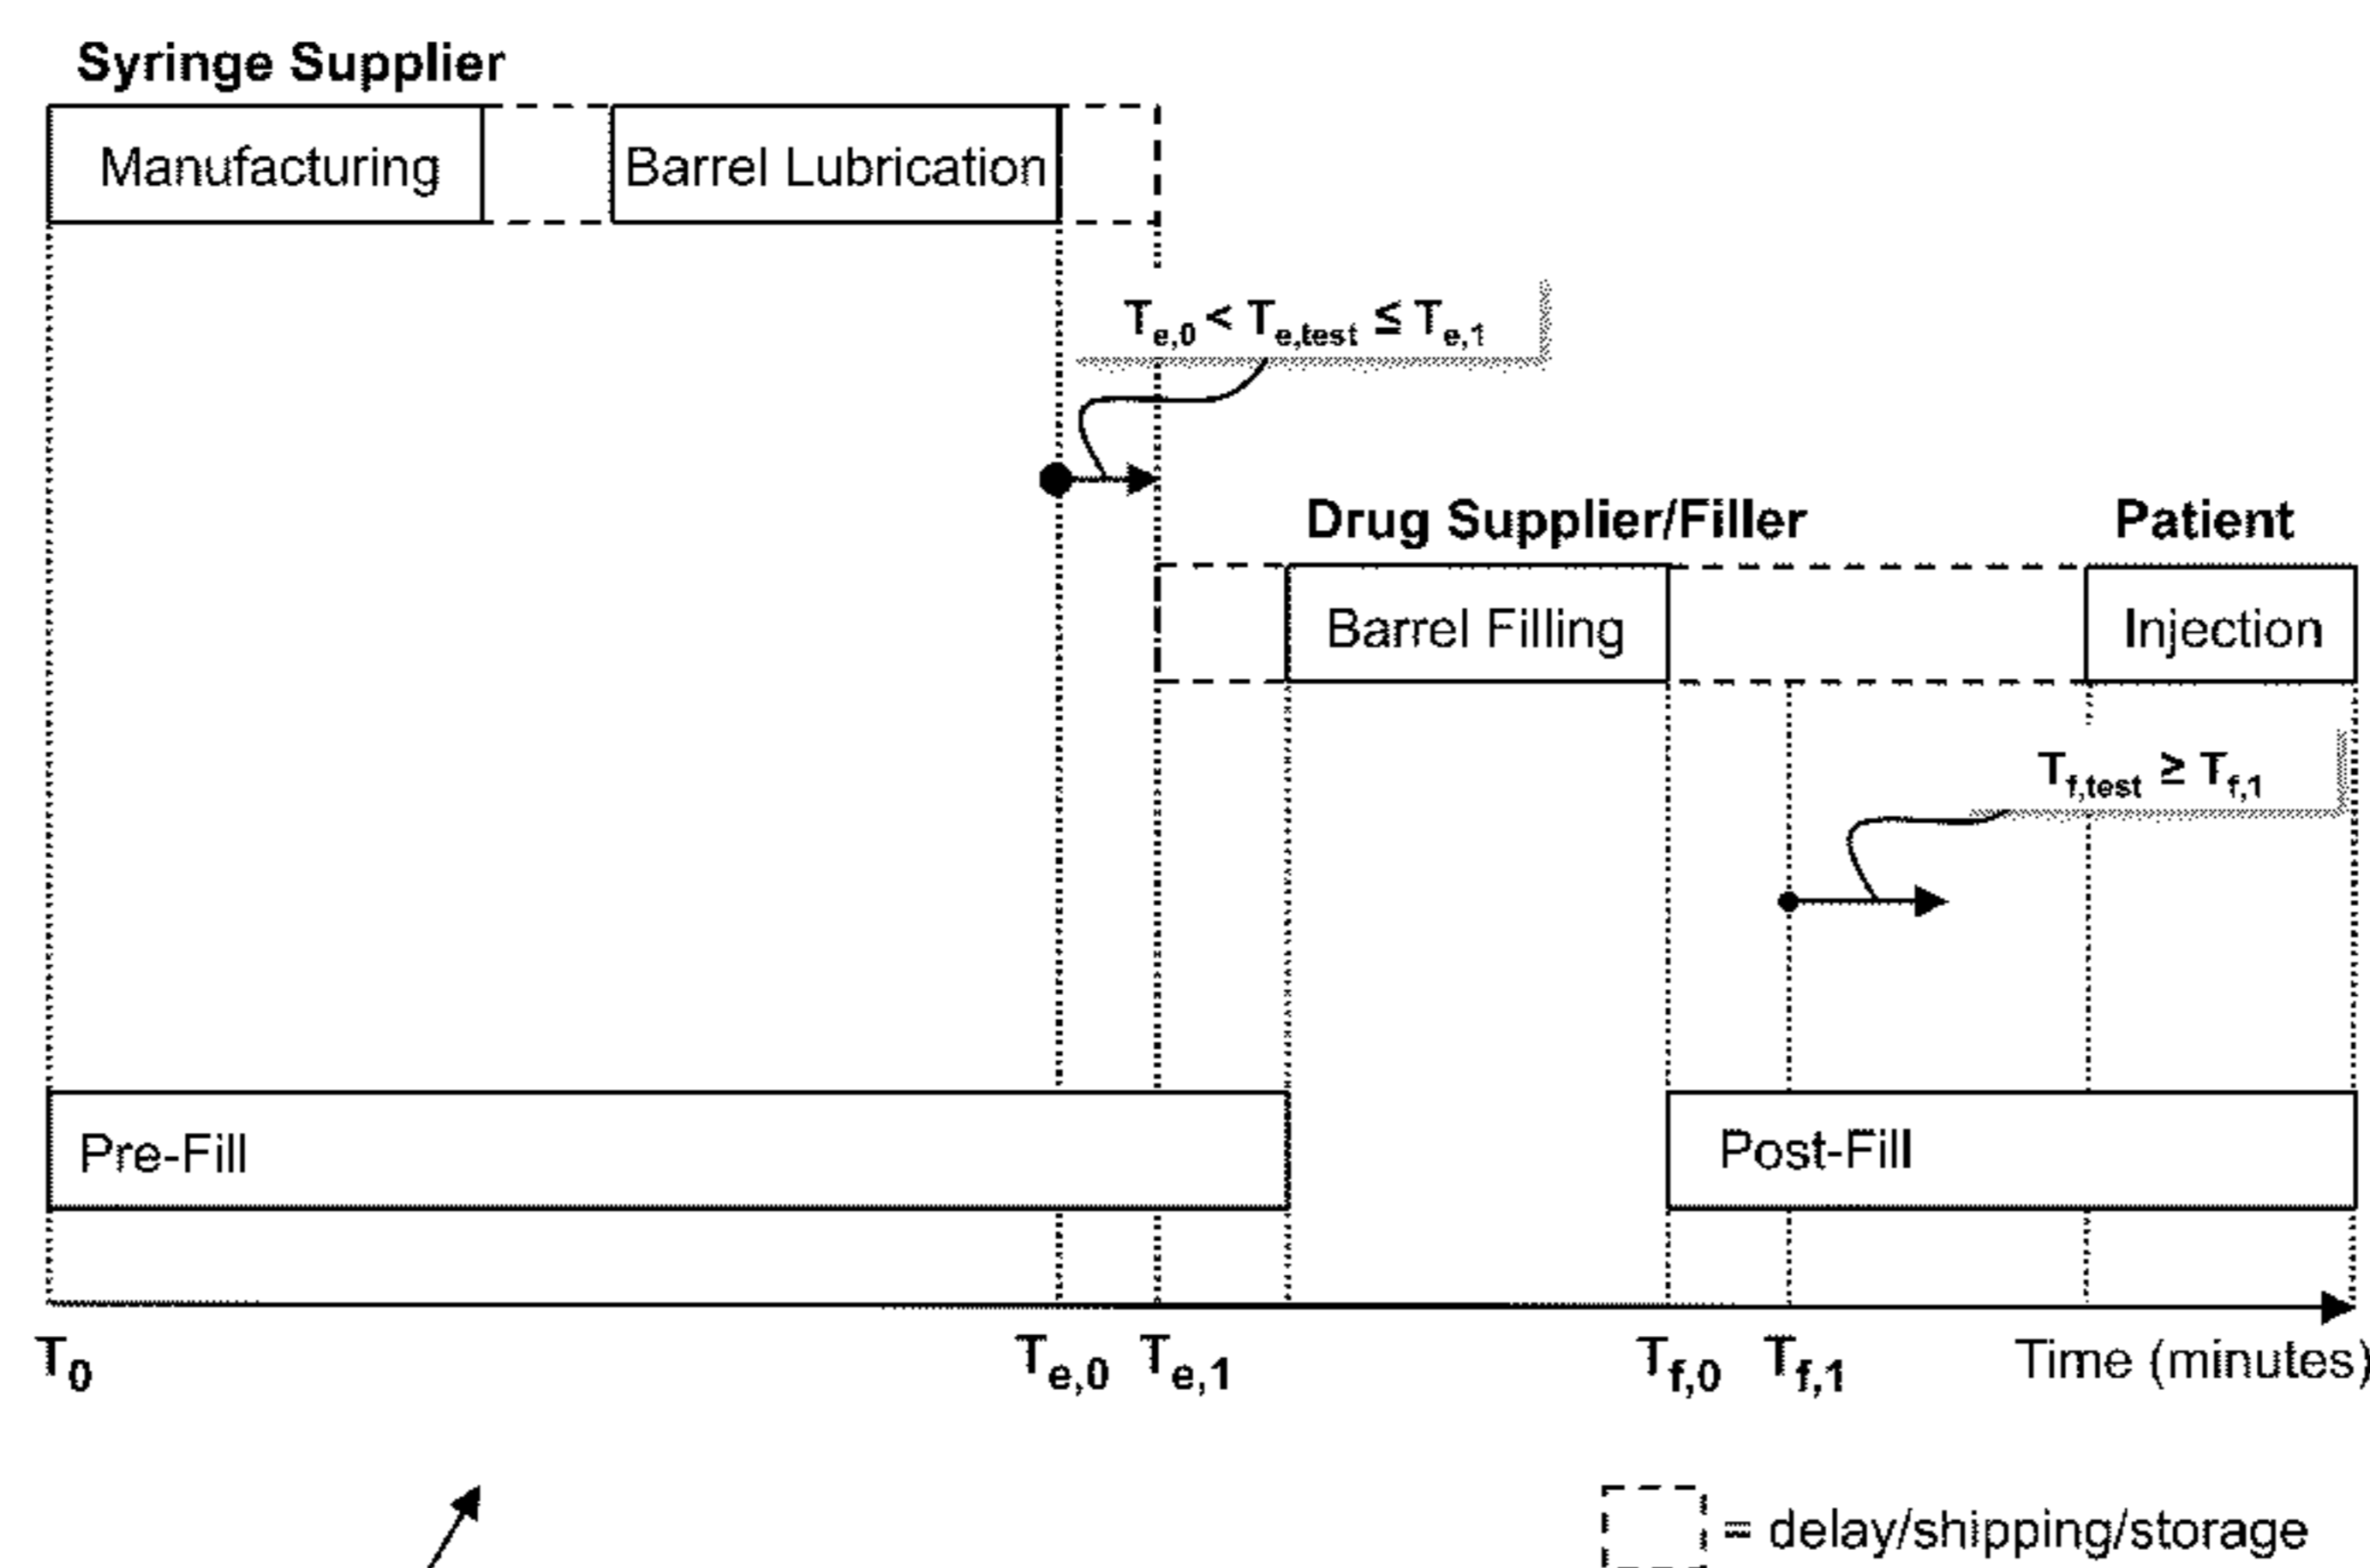 Syringe Supplier
Manufacturing
Barrel Lubrication
Te,0 < Te,test ≤ Te,1
Drug Supplier/Filler
Patient
Barrel Filling
Injection
Tf,test ≥ Tf,1
Pre-Fill
Post-Fill
T0
Te,0
Te,1
Tf,0
Tf,1
Time (minutes)
= delay/shipping/storage